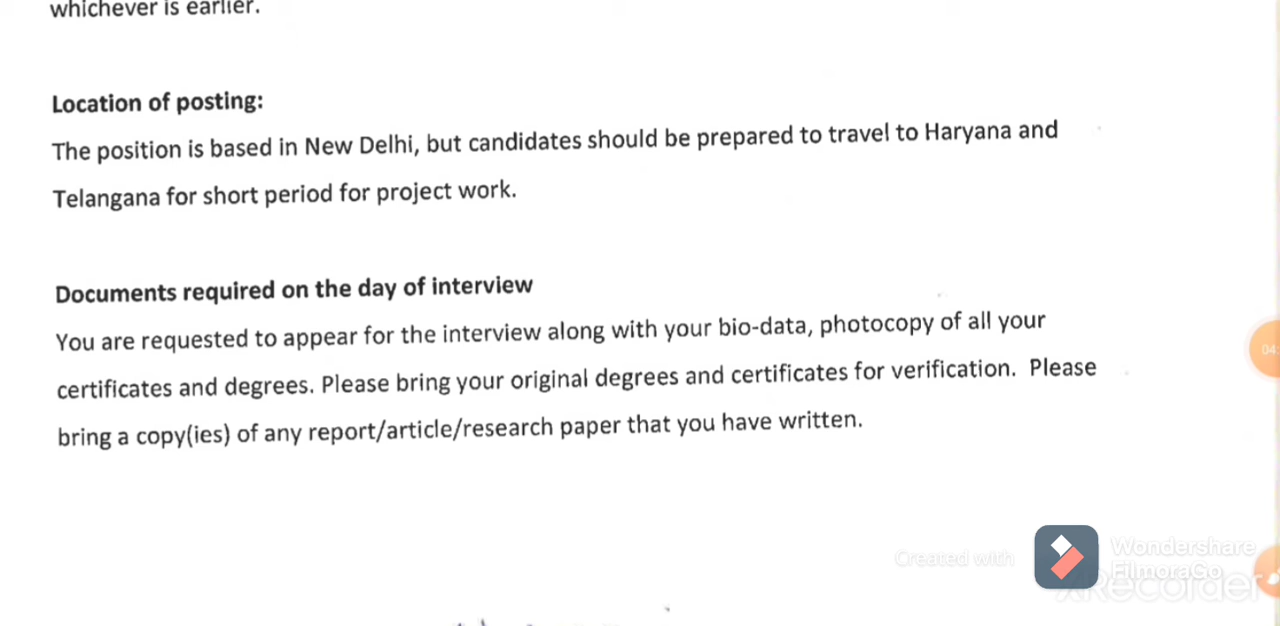 whichever is earlier.
Location of posting:
The position is based in New Delhi, but candidates should be prepared to travel to Haryana and
Telangana for short period for project work.
Documents required on the day of interview
You are requested to appear for the interview along with your bio-data, photocopy of all your
certificates and degrees. Please bring your original degrees and certificates for verification. Please
bring a copy(ies) of any report/article/research paper that you have written.
Created with
Wondershare
FilmoraGo
XRecorder
04: